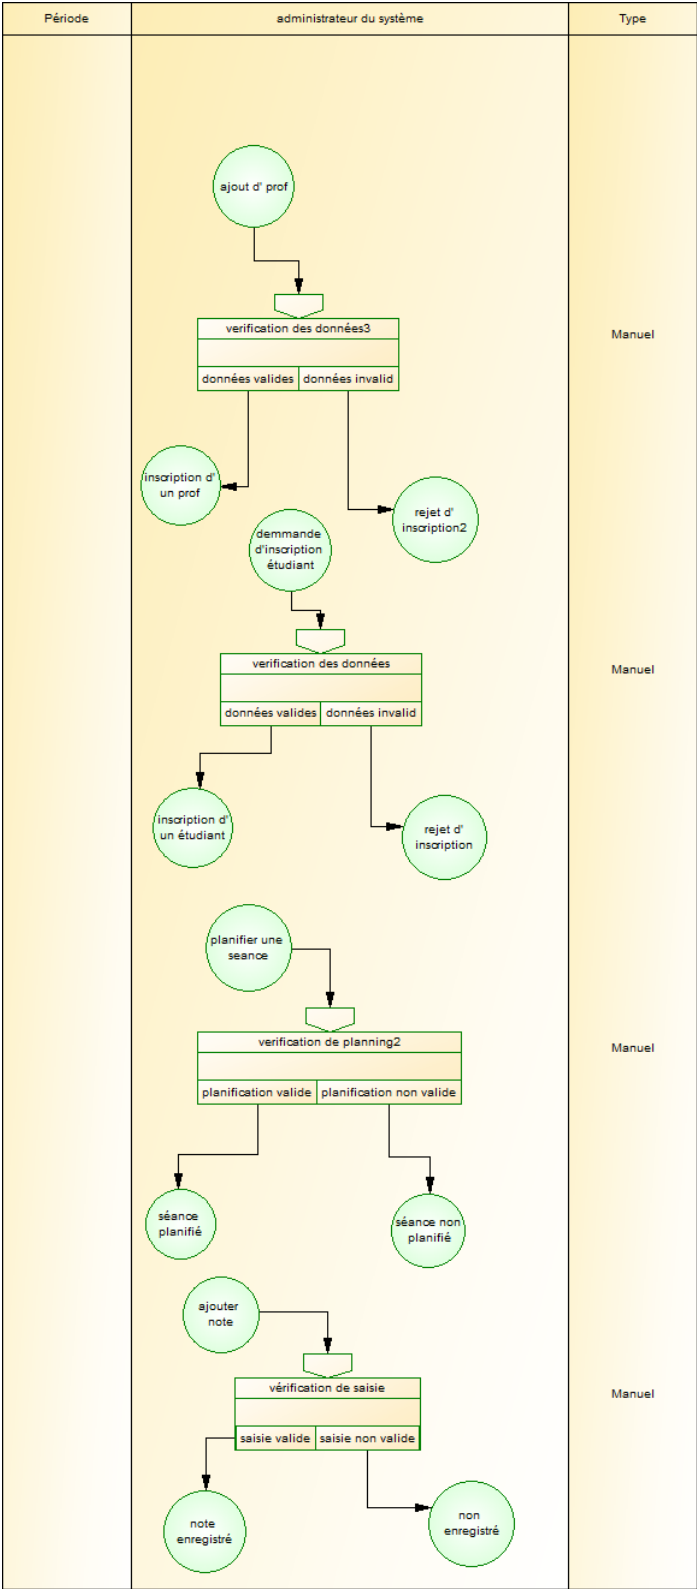 Période
administrateur du système
Type
ajout d' prof
verification des données3
Manuel
données valides
données invalid
inscription d'
un prof
rejet d'
inscription2
demmande
d'inscription
étudiant
verification des données
Manuel
données valides
données invalid
inscription d'
un étudiant
rejet d'
inscription
planifier une
seance
verification de planning2
Manuel
planification valide
planification non valide
séance
planifié
séance non
planifié
ajouter
note
vérification de saisie
Manuel
saisie valide
saisie non valide
note
enregistré
non
enregistré